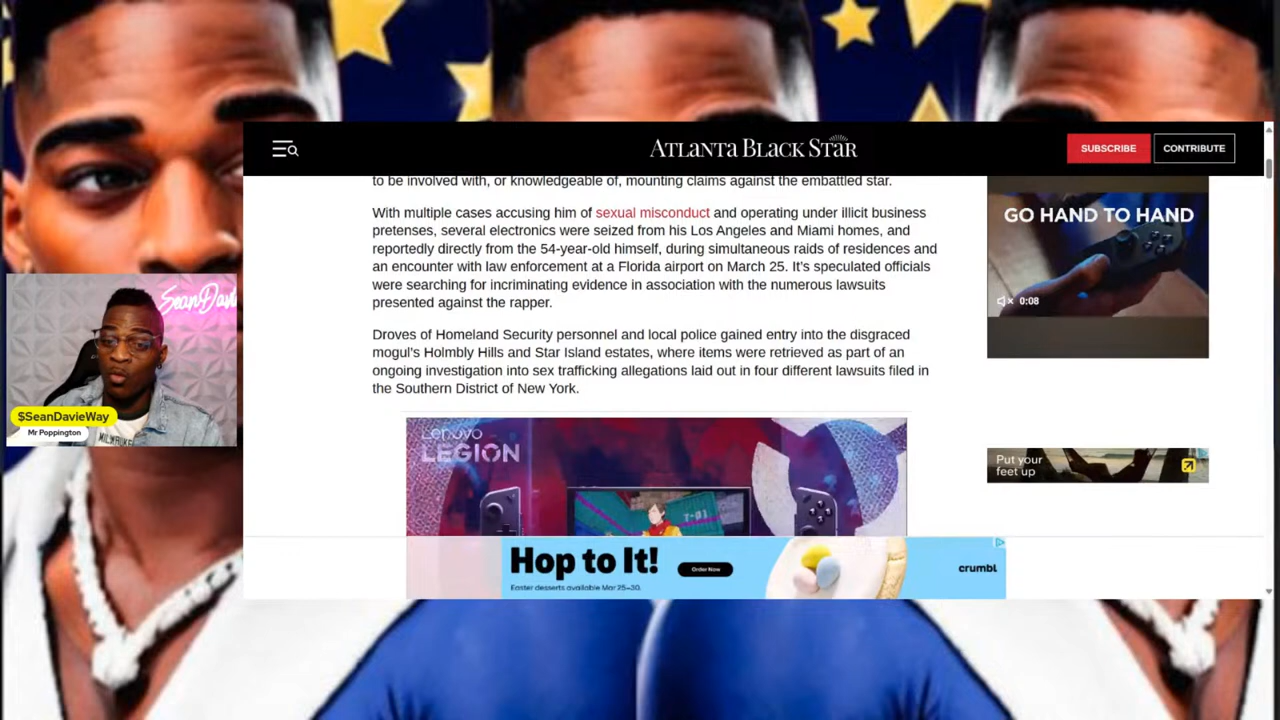 ATLANTA BLACK STAR
SUBSCRIBE
CONTRIBUTE
to be involved with, or knowledgeable of, mounting claims against the embattled star.
With multiple cases accusing him of sexual misconduct and operating under illicit business
pretenses, several electronics were seized from his Los Angeles and Miami homes, and
reportedly directly from the 54-year-old himself, during simultaneous raids of residences and
an encounter with law enforcement at a Florida airport on March 25. It's speculated officials
were searching for incriminating evidence in association with the numerous lawsuits
presented against the rapper.
Droves of Homeland Security personnel and local police gained entry into the disgraced
mogul's Holmby Hills and Star Island estates, where items were retrieved as part of an
ongoing investigation into sex trafficking allegations laid out in four different lawsuits filed in
the Southern District of New York.
GO HAND TO HAND
0:08
Put your
feet up
SeanDavi
$SeanDavieWay
Mr Poppington
MILWAUKEE
Lenovo
LEGION
Hop to It!
Easter desserts available Mar 25–30.
Order Now
crumbl